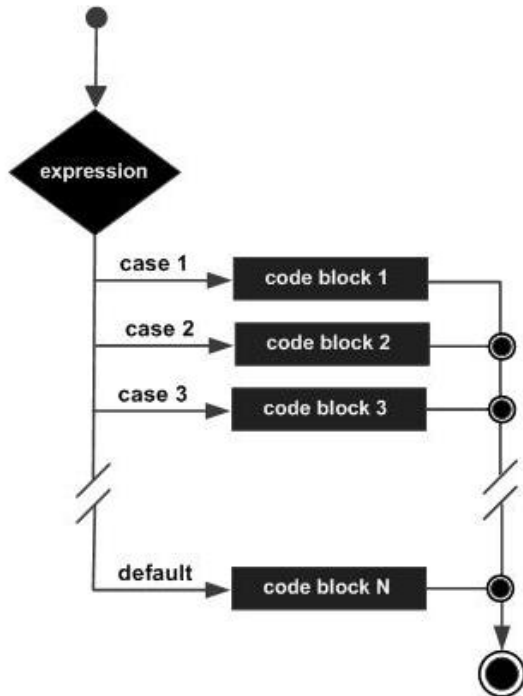 expression
case 1
code block 1
case 2
code block 2
case 3
code block 3
default
code block N